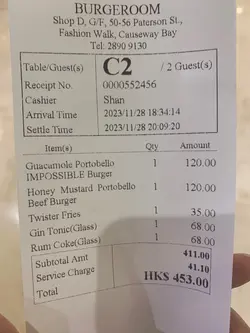 BURGEROOM
Shop D, G/F, 50-56 Paterson St.,
Fashion Walk, Causeway Bay
Tel: 2890 9130
Table/Guest(s) C2 / 2 Guest(s)
Receipt No. 0000552456
Cashier Shan
Arrival Time 2023/11/28 18:34:14
Settle Time 2023/11/28 20:09:20
Item(s) Qty Amount
Guacamole Portobello 1 120.00
IMPOSSIBLE Burger
Honey Mustard Portobello 1 120.00
Beef Burger
Twister Fries 1 35.00
Gin Tonic(Glass) 1 68.00
Rum Coke(Glass) 1 68.00
Subtotal Amt 411.00
Service Charge 41.10
Total HK$ 453.00